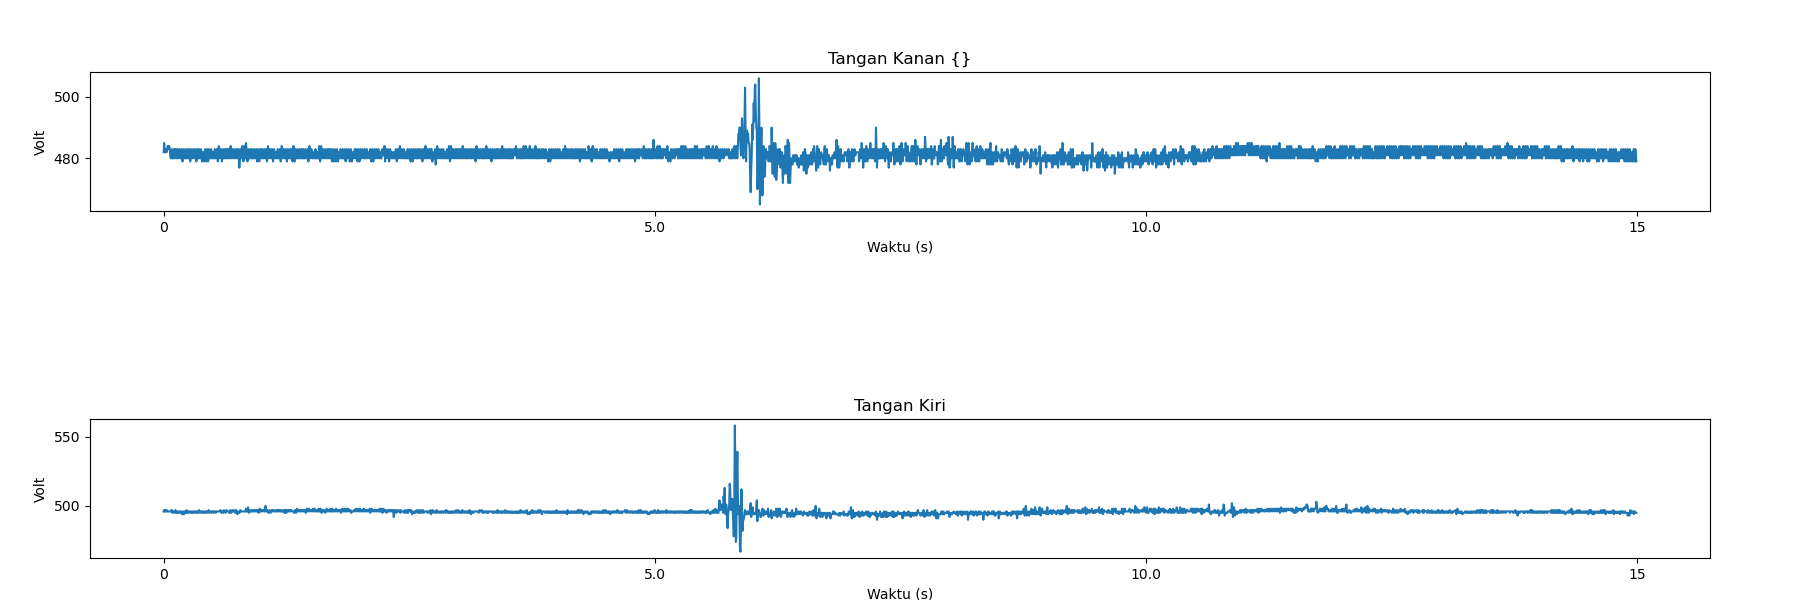 Tangan Kanan {}
Volt
500
480
0 5.0 10.0 15
Waktu (s)
Tangan Kiri
Volt
550
500
0 5.0 10.0 15
Waktu (s)